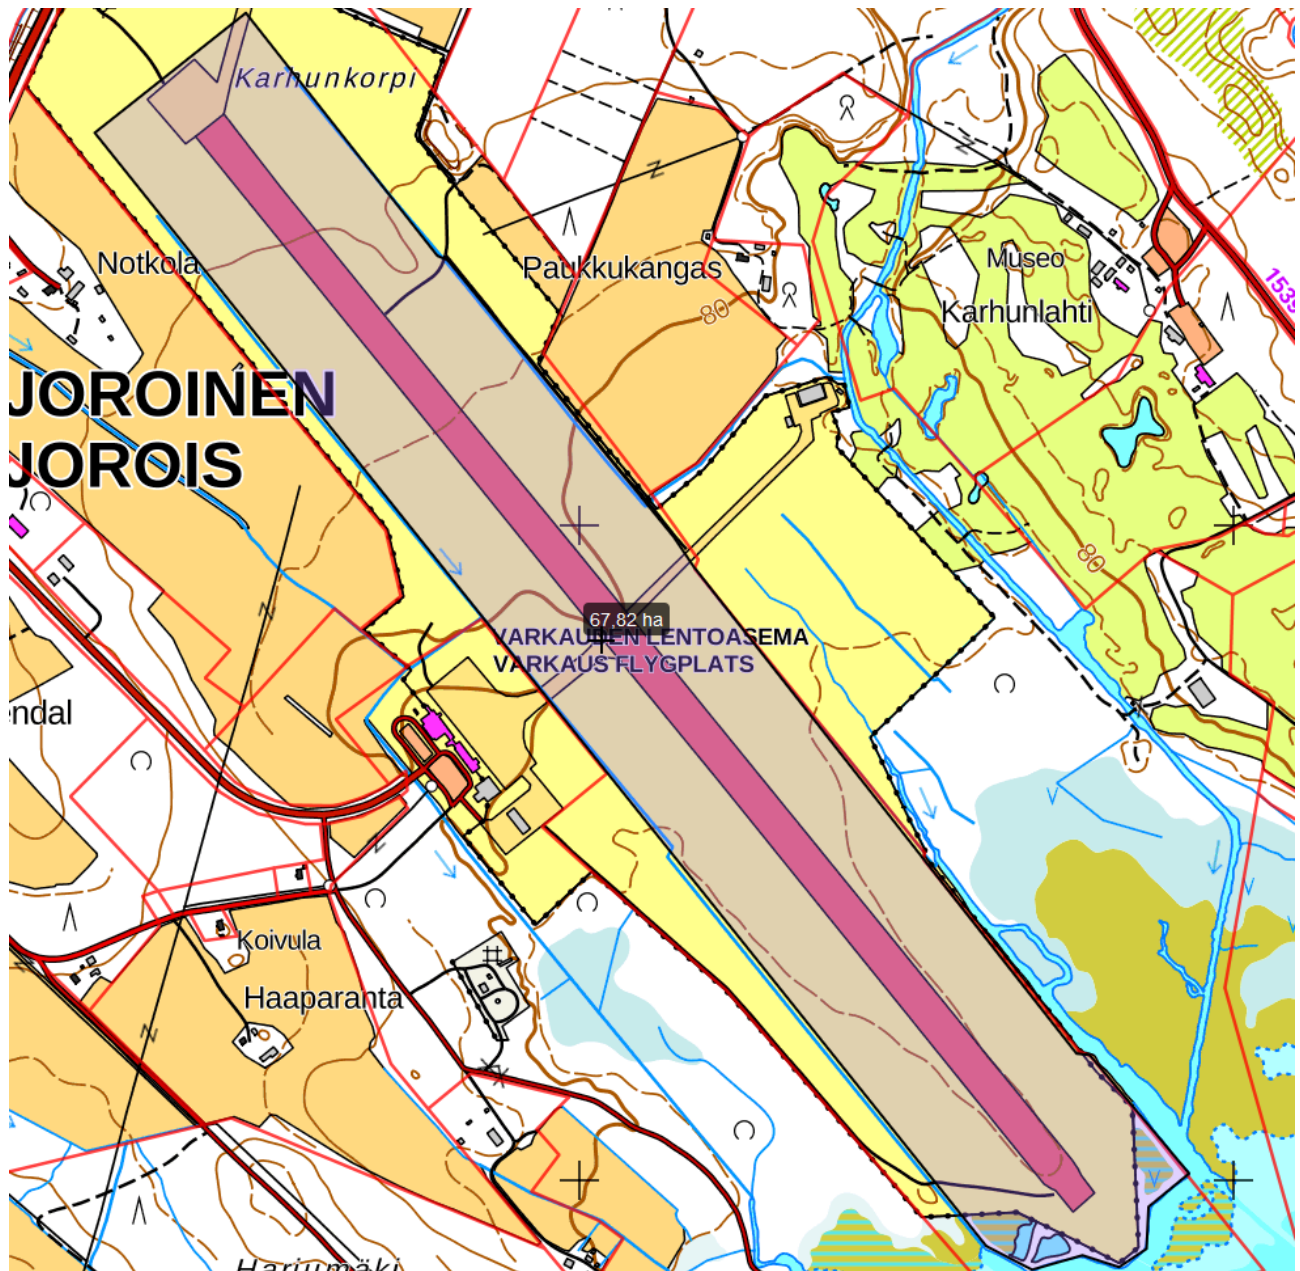 Karhunkorpi
Notkola
Paukkukangas
80
Museo
Karhunlahti
1539
JOROINEN
JOROIS
80
67,82 ha
VARKAUDEN LENTOASEMA
VARKAUS FLYGPLATS
ndal
Koivula
Haaparanta